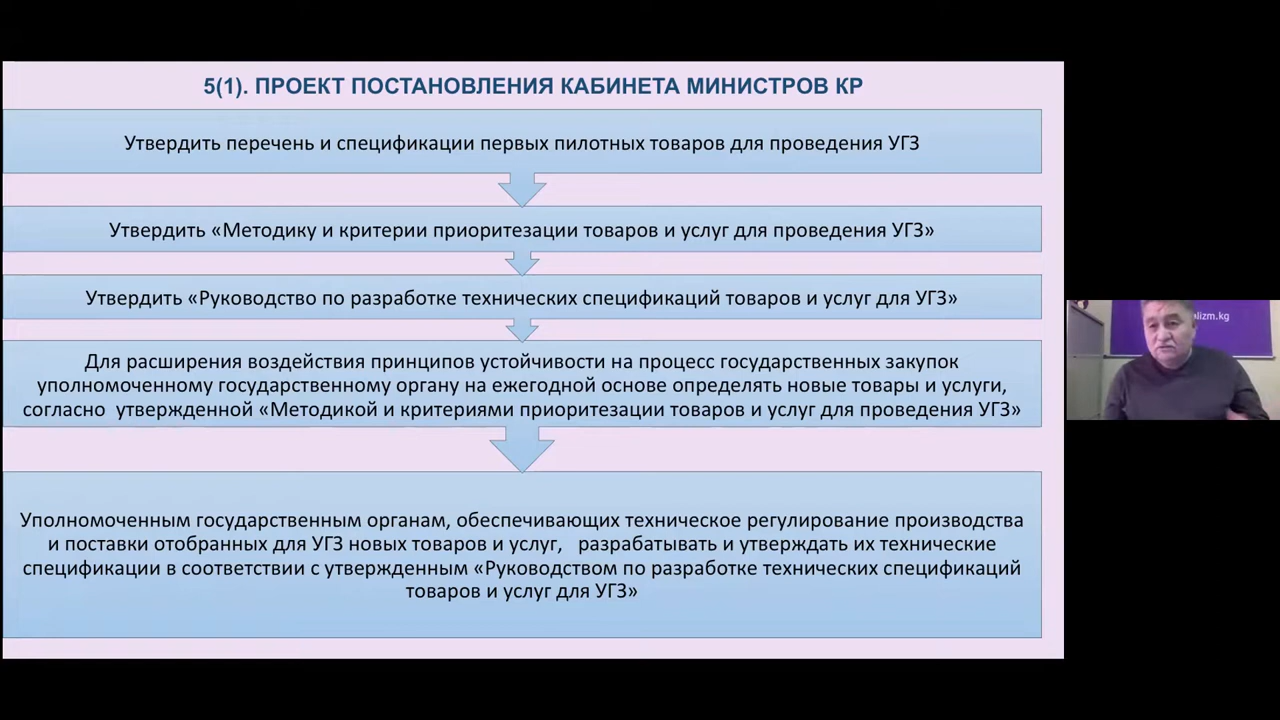 5(1). ПРОЕКТ ПОСТАНОВЛЕНИЯ КАБИНЕТА МИНИСТРОВ КР
Утвердить перечень и спецификации первых пилотных товаров для проведения УГЗ
Утвердить «Методику и критерии приоритезации товаров и услуг для проведения УГЗ»
Утвердить «Руководство по разработке технических спецификаций товаров и услуг для УГЗ»
Для расширения воздействия принципов устойчивости на процесс государственных закупок
уполномоченному государственному органу на ежегодной основе определять новые товары и услуги,
согласно утвержденной «Методикой и критериями приоритезации товаров и услуг для проведения УГЗ»
Уполномоченным государственным органам, обеспечивающих техническое регулирование производства
и поставки отобранных для УГЗ новых товаров и услуг, разрабатывать и утверждать их технические
спецификации в соответствии с утвержденным «Руководством по разработке технических спецификаций
товаров и услуг для УГЗ»
lizm.kg